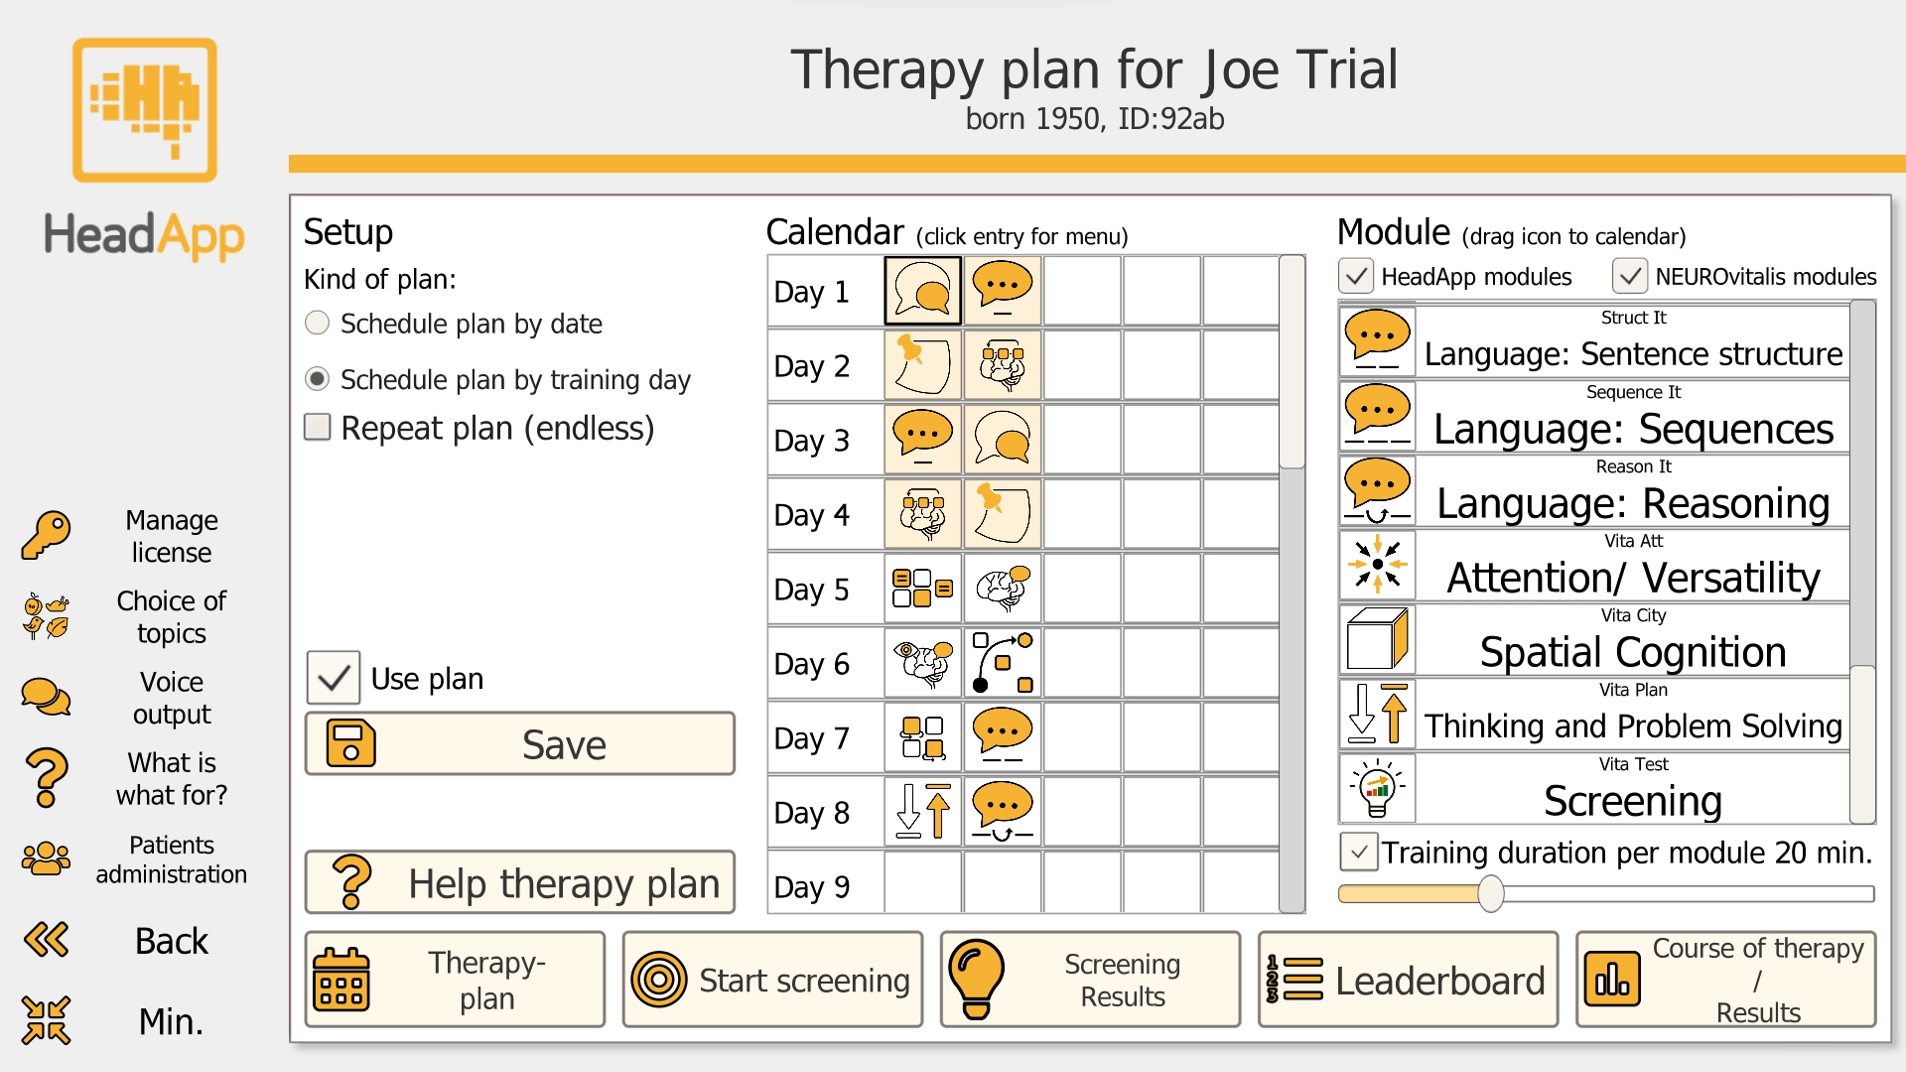 Therapy plan for Joe Trial
born 1950, ID:92ab
HeadApp
Manage
license
Choice of
topics
Voice
output
What is
what for?
Patients
administration
Back
Min.
Setup
Kind of plan:
Schedule plan by date
Schedule plan by training day
Repeat plan (endless)
Use plan
Save
Help therapy plan
Calendar (click entry for menu)
Day 1
Day 2
Day 3
Day 4
Day 5
Day 6
Day 7
Day 8
Day 9
Module (drag icon to calendar)
HeadApp modules
NEUROvitalis modules
Struct It
Language: Sentence structure
Sequence It
Language: Sequences
Reason It
Language: Reasoning
Vita Att
Attention/ Versatility
Vita City
Spatial Cognition
Vita Plan
Thinking and Problem Solving
Vita Test
Screening
Training duration per module 20 min.
Therapy-
plan
Start screening
Screening
Results
1
2
3
Leaderboard
Course of therapy
/
Results